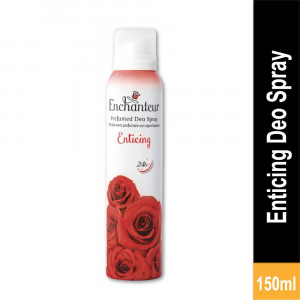 Enchanteur
Perfumed Deo Spray
Enticing
24h
Enticing Deo Spray
150ml